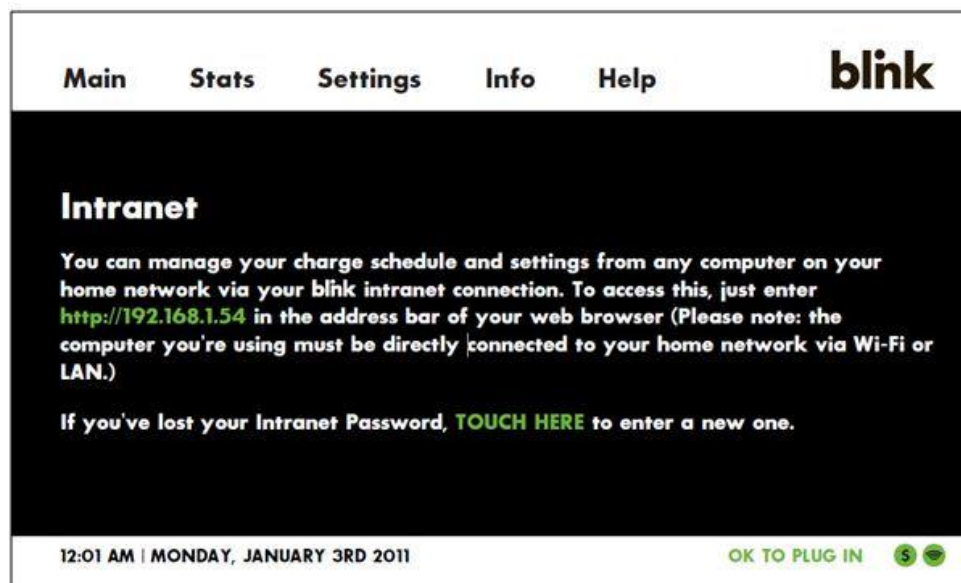 Main Stats Settings Info Help blink
Intranet
You can manage your charge schedule and settings from any computer on your
home network via your blink intranet connection. To access this, just enter
http://192.168.1.54 in the address bar of your web browser (Please note: the
computer you're using must be directly connected to your home network via Wi-Fi or
LAN.)
If you've lost your Intranet Password, TOUCH HERE to enter a new one.
12:01 AM | MONDAY, JANUARY 3RD 2011 OK TO PLUG IN S